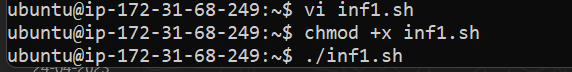 ubuntu@ip-172-31-68-249:~$ vi inf1.sh
ubuntu@ip-172-31-68-249:~$ chmod +x inf1.sh
ubuntu@ip-172-31-68-249:~$ ./inf1.sh